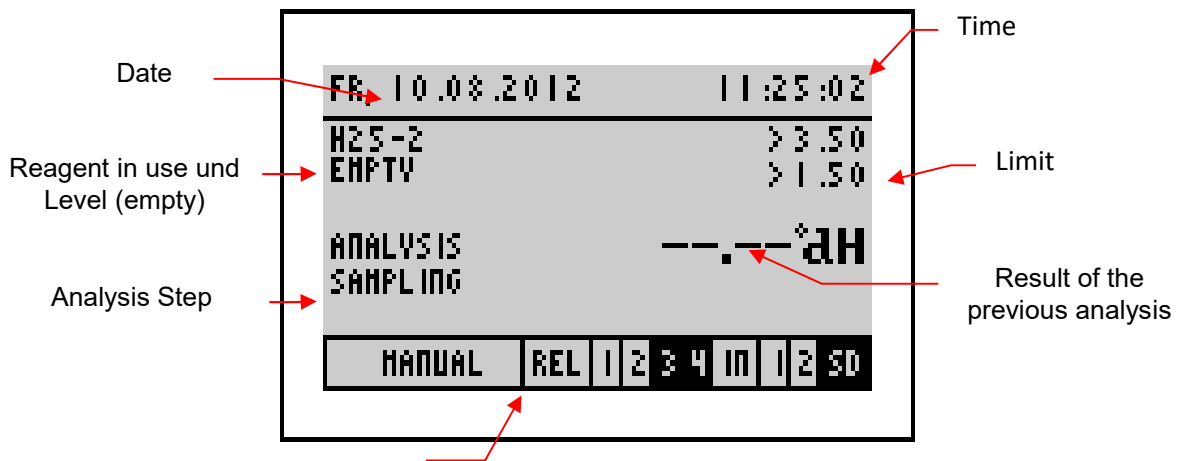 Time
Date
FR, 10.08.2012 11:25:02
H2S-2 >3.50
EMPTY >1.50
Reagent in use und
Level (empty)
Limit
ANALYSIS --.--°dH
SAMPLING
Analysis Step
Result of the
previous analysis
MANUAL REL 1 2 3 4 IN 1 2 SD